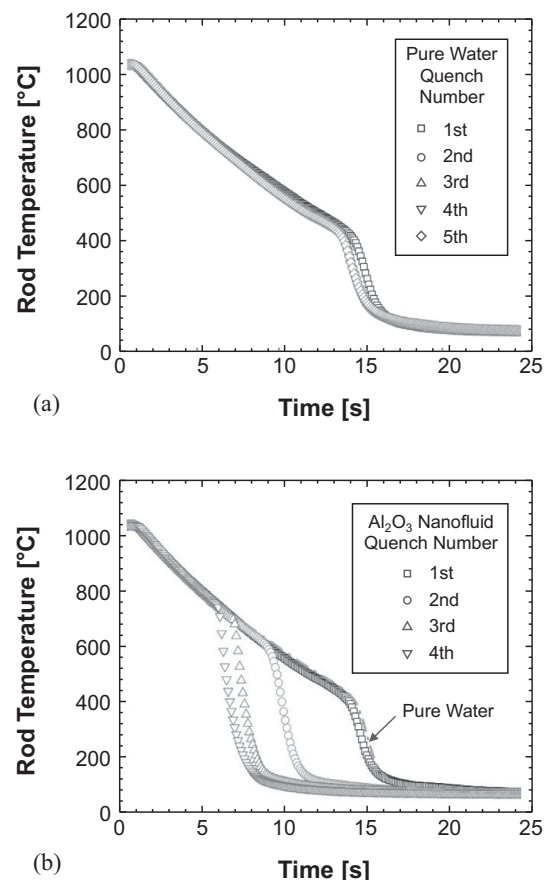 1200
1000
800
600
400
200
0
Rod Temperature [°C]
Pure Water
Quench
Number
1st
2nd
3rd
4th
5th
0 5 10 15 20 25
(a)
Time [s]
1200
1000
800
600
400
200
0
Rod Temperature [°C]
Al₂O₃ Nanofluid
Quench Number
1st
2nd
3rd
4th
Pure Water
0 5 10 15 20 25
(b)
Time [s]